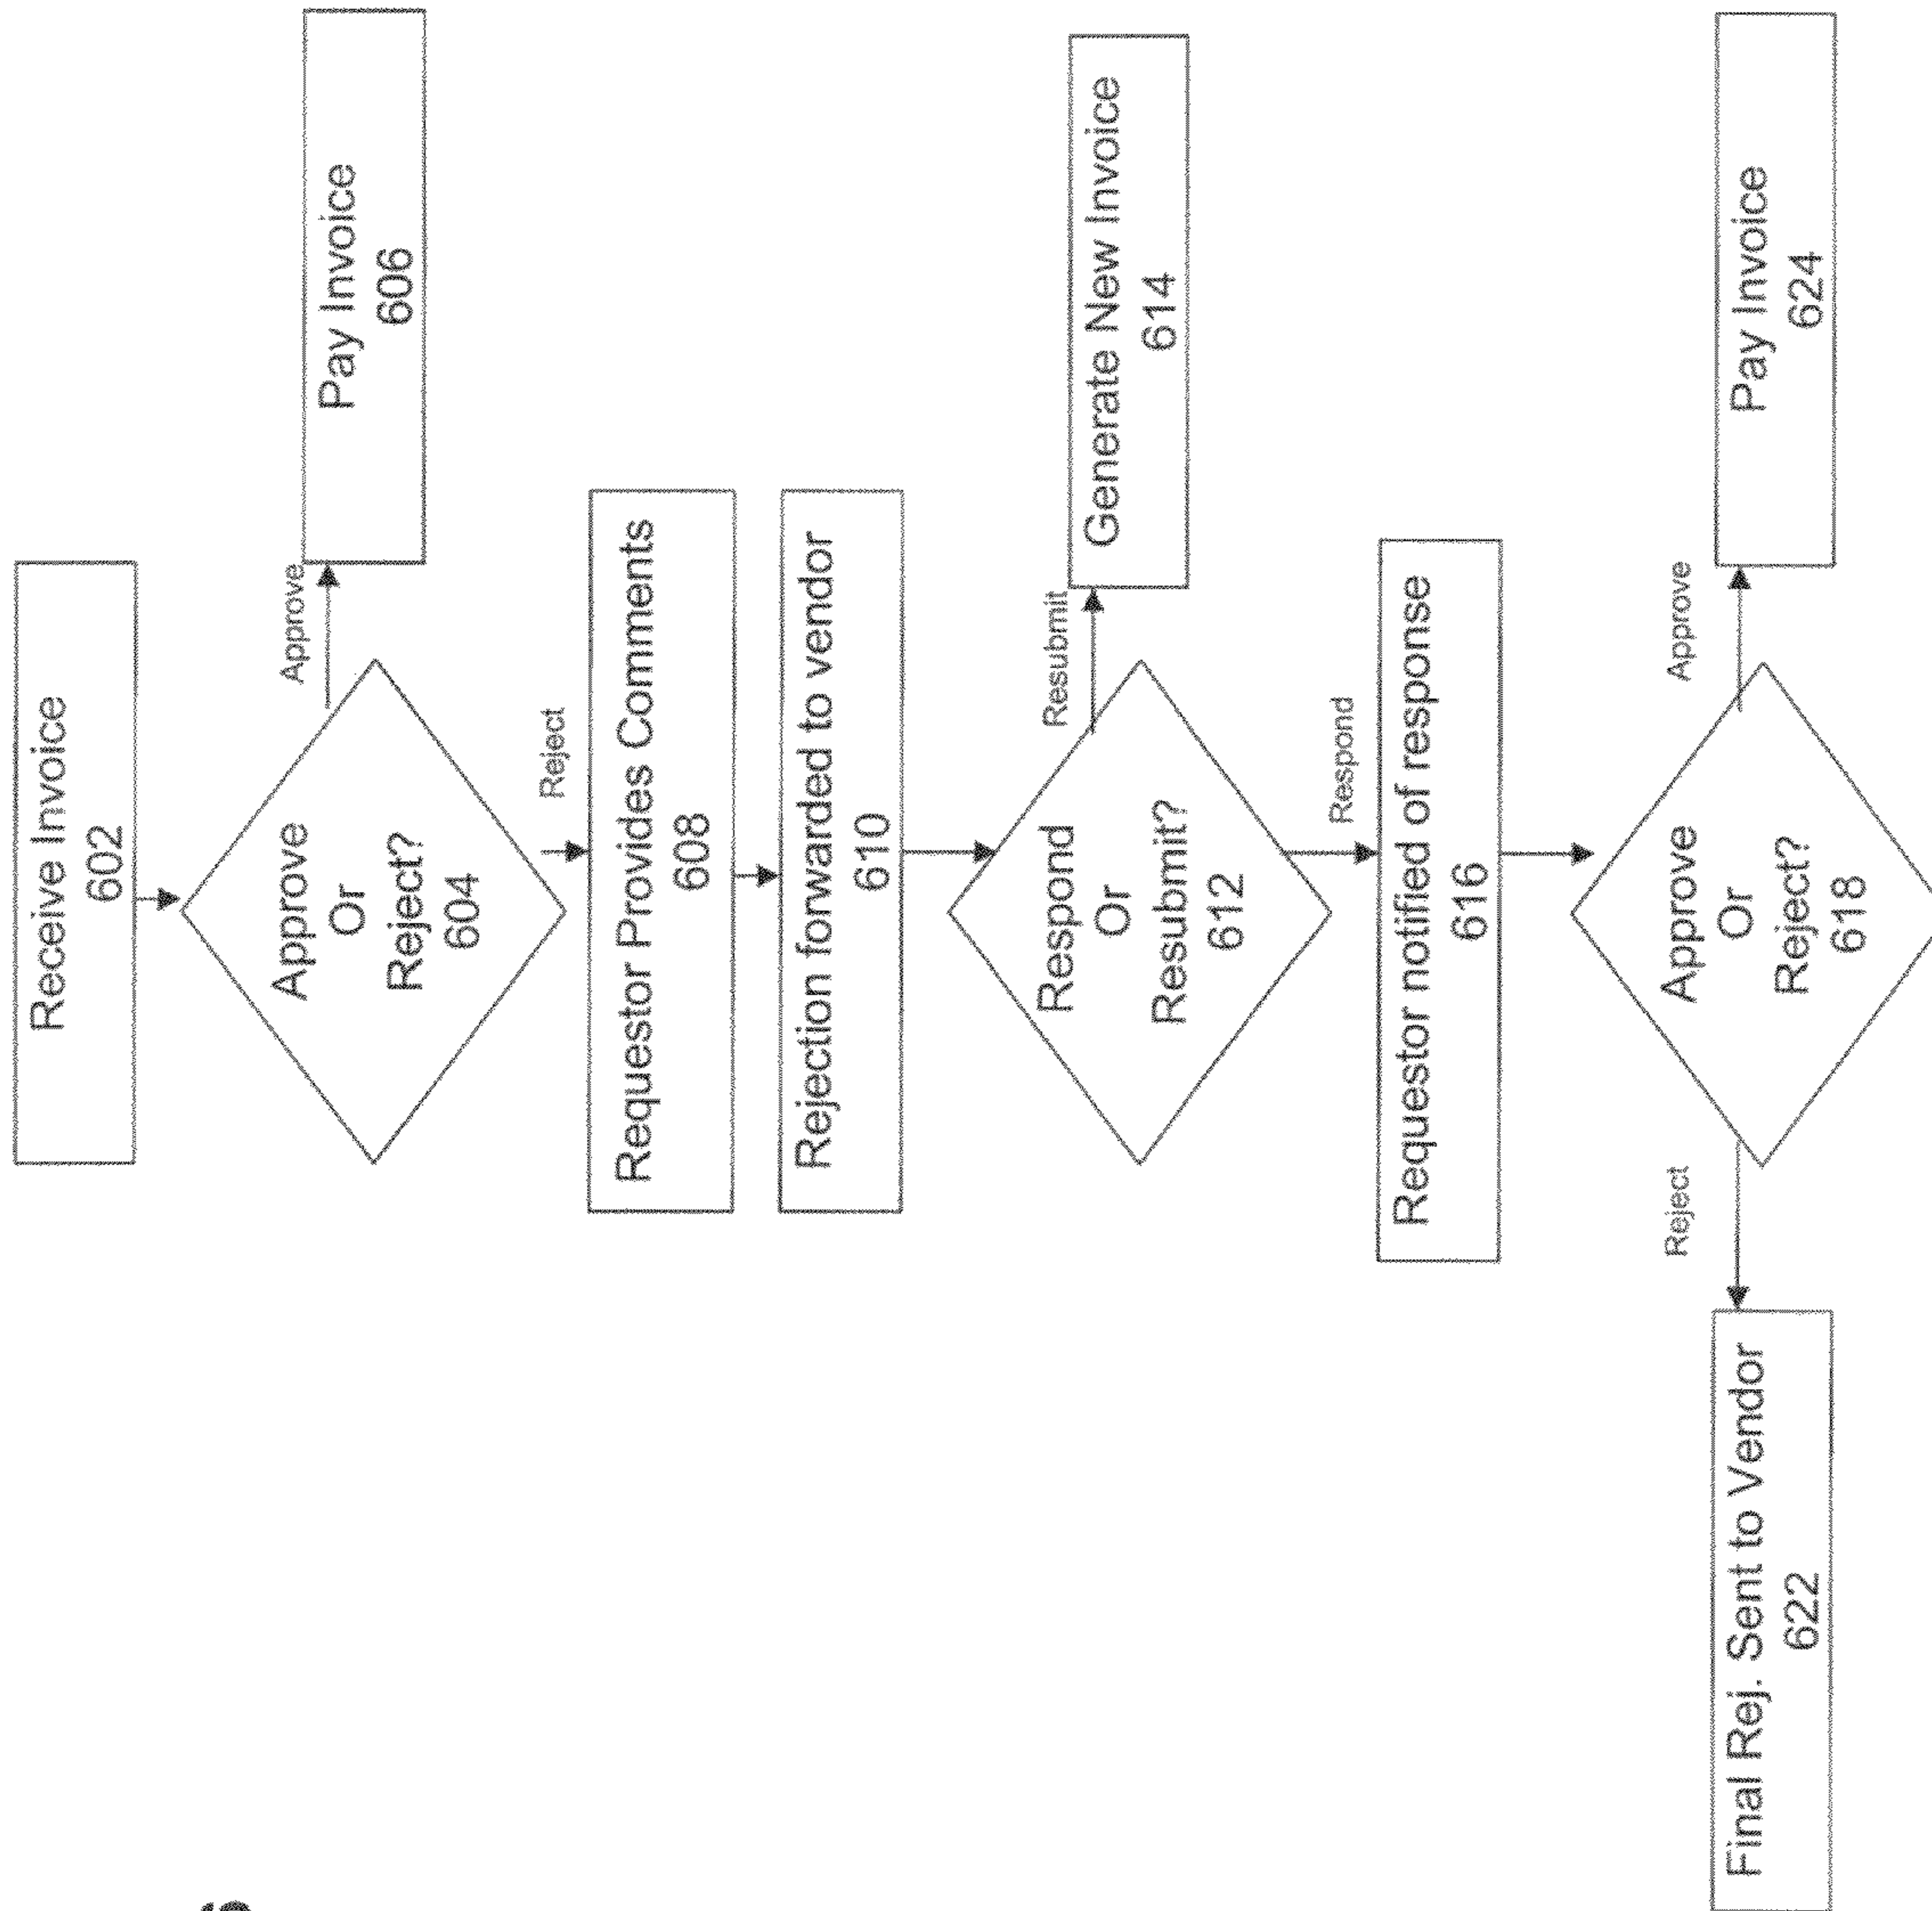 Receive Invoice
602
Approve
Or
Reject?
604
Approve
Pay Invoice
606
Reject
Requestor Provides Comments
608
Rejection forwarded to vendor
610
Respond
Or
Resubmit?
612
Resubmit
Generate New Invoice
614
Respond
Requestor notified of response
616
Approve
Or
Reject?
618
Approve
Pay Invoice
624
Reject
Final Rej. Sent to Vendor
622